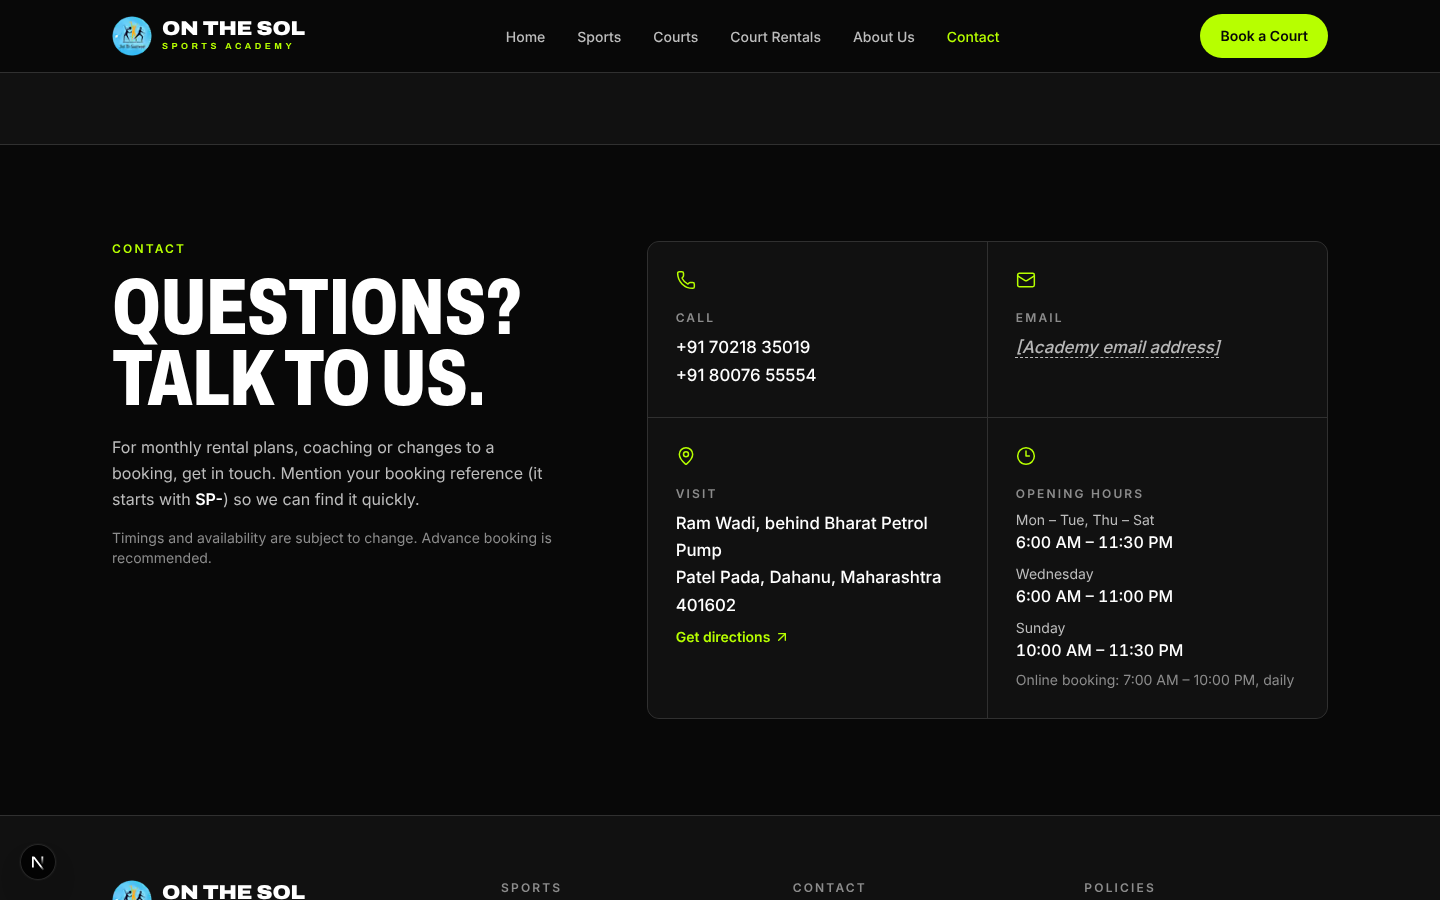 ON THE SOL
SPORTS ACADEMY
Home
Sports
Courts
Court Rentals
About Us
Contact
Book a Court
CONTACT
QUESTIONS?
TALK TO US.
For monthly rental plans, coaching or changes to a
booking, get in touch. Mention your booking reference (it
starts with SP-) so we can find it quickly.
Timings and availability are subject to change. Advance booking is
recommended.
CALL
+91 70218 35019
+91 80076 55554
EMAIL
[Academy email address]
VISIT
Ram Wadi, behind Bharat Petrol
Pump
Patel Pada, Dahanu, Maharashtra
401602
Get directions
OPENING HOURS
Mon – Tue, Thu – Sat
6:00 AM – 11:30 PM
Wednesday
6:00 AM – 11:00 PM
Sunday
10:00 AM – 11:30 PM
Online booking: 7:00 AM – 10:00 PM, daily
N
ON THE SOL
SPORTS
CONTACT
POLICIES